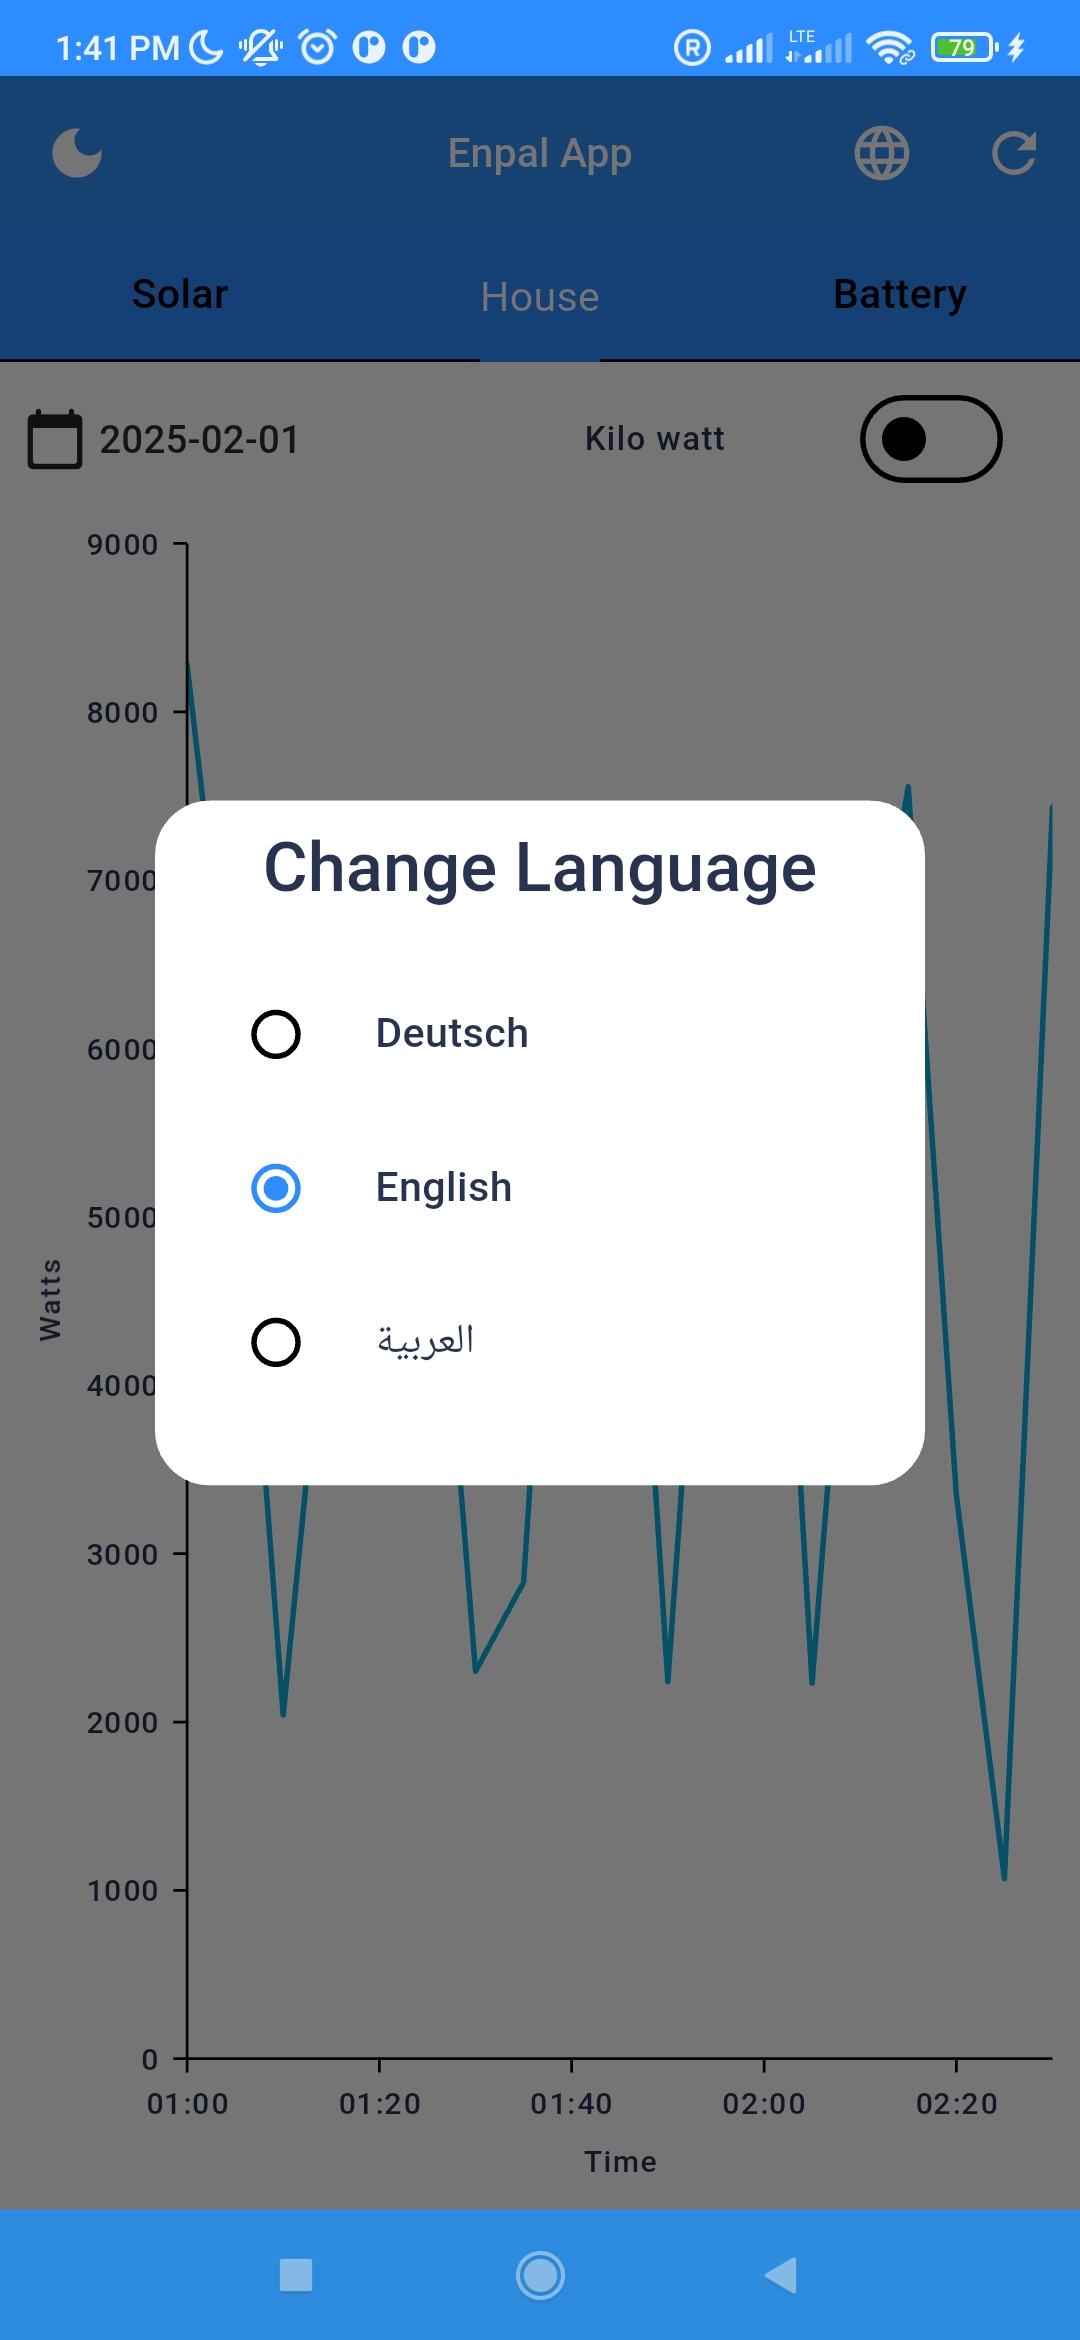 1:41 PM R LTE 79
Enpal App
Solar House Battery
2025-02-01 Kilo watt
9000
8000
7000
6000
5000
4000
3000
2000
1000
0
Watts
Change Language
Deutsch
English
العربية
01:00 01:20 01:40 02:00 02:20
Time